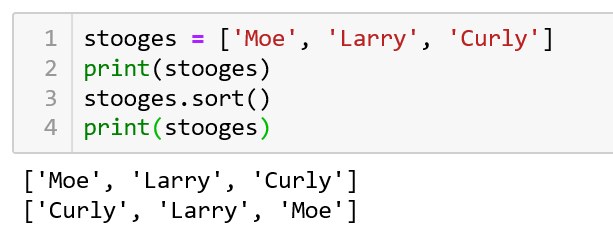 1 stooges = ['Moe', 'Larry', 'Curly']
2 print(stooges)
3 stooges.sort()
4 print(stooges)
['Moe', 'Larry', 'Curly']
['Curly', 'Larry', 'Moe']